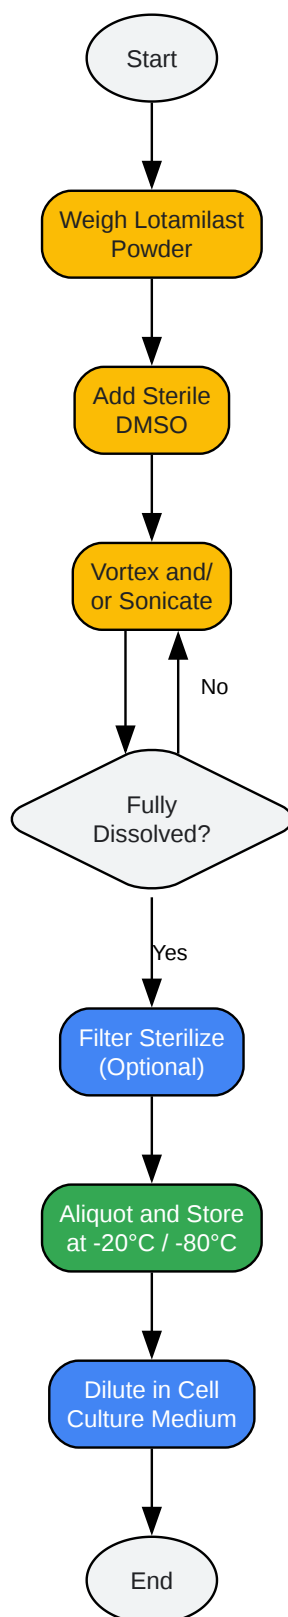 Start
Weigh Lotamilast
Powder
Add Sterile
DMSO
Vortex and/
or Sonicate
No
Fully
Dissolved?
Yes
Filter Sterilize
(Optional)
Aliquot and Store
at -20°C / -80°C
Dilute in Cell
Culture Medium
End